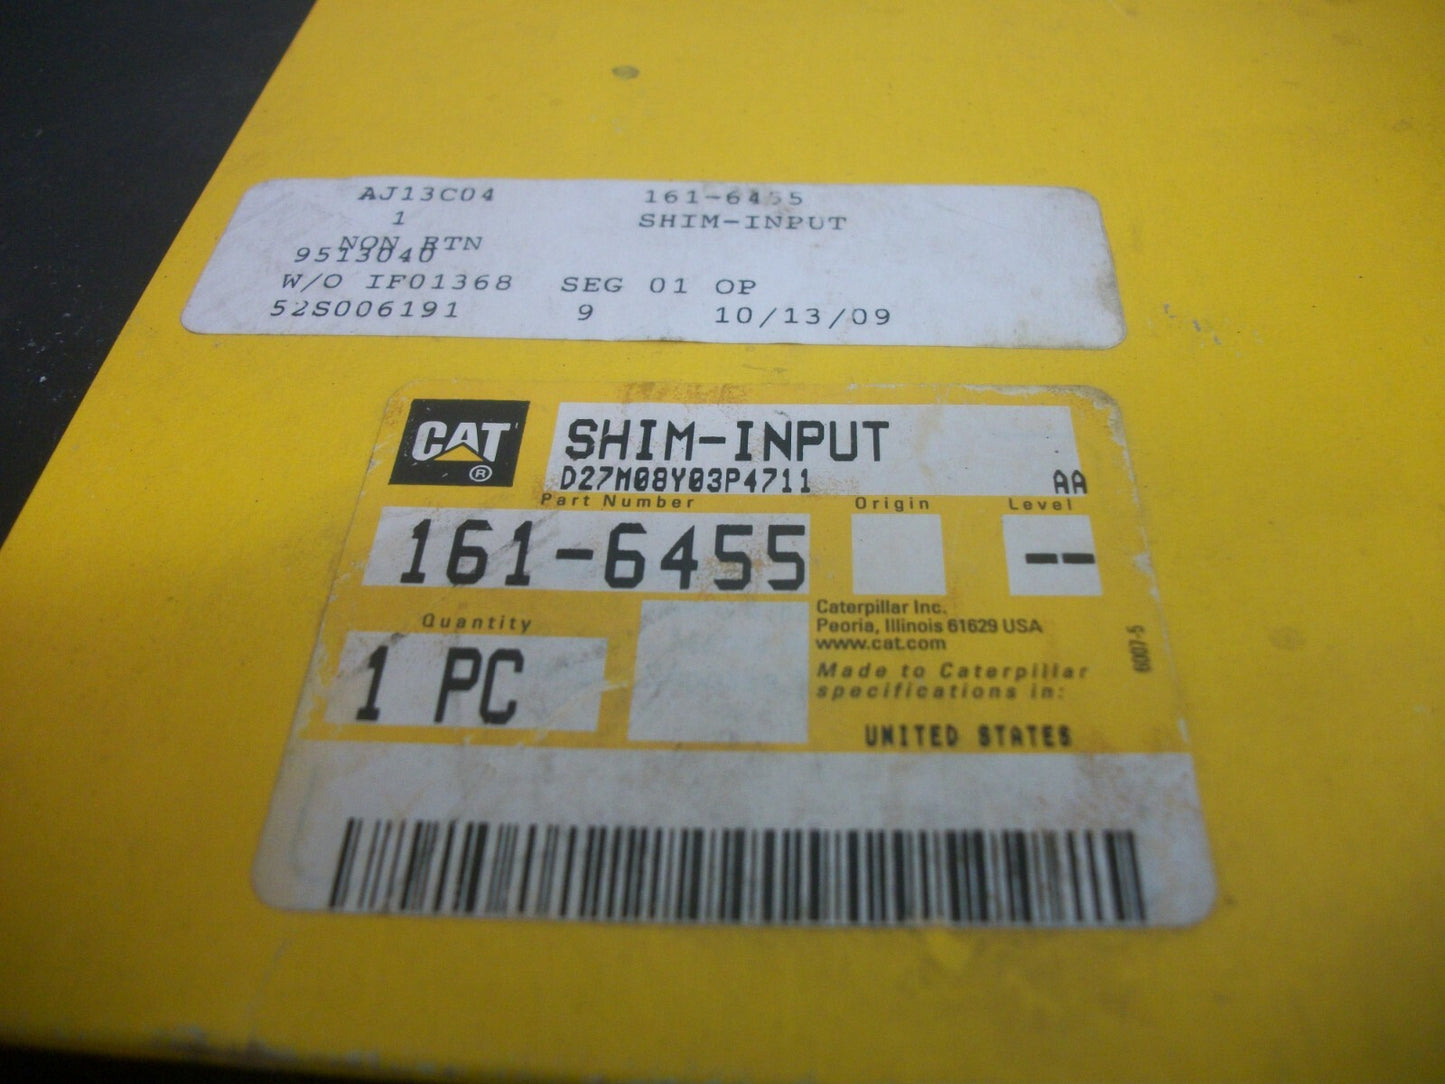 AJ13C04 161-6455
1 SHIM-INPUT
NON RTN
9513040
W/O IF01368 SEG 01 OP
52S006191 9 10/13/09
CAT ®
SHIM-INPUT
D27M08Y03P4711 AA
Part Number Origin Level
161-6455 --
Quantity
1 PC
Caterpillar Inc.
Peoria, Illinois 61629 USA
www.cat.com
Made to Caterpillar
specifications in:
UNITED STATES
6007-5